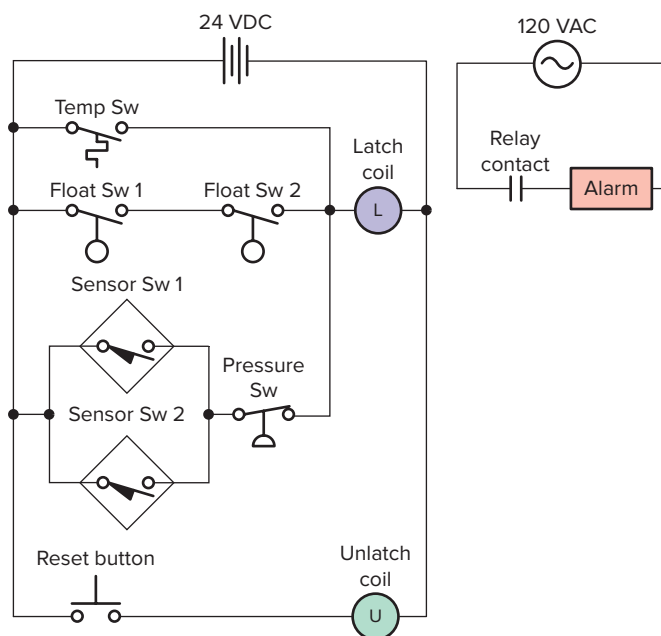 24 VDC
120 VAC
Temp Sw
Relay
contact
Alarm
Latch
coil
Float Sw 1
Float Sw 2
L
Sensor Sw 1
Pressure
Sw
Sensor Sw 2
Reset button
Unlatch
coil
U